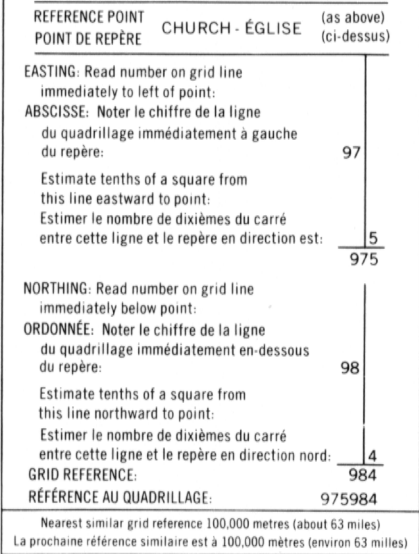 REFERENCE POINT CHURCH - ÉGLISE (as above)
POINT DE REPÈRE (ci-dessus)
EASTING: Read number on grid line
immediately to left of point:
ABSCISSE: Noter le chiffre de la ligne
du quadrillage immédiatement à gauche
du repère: 97
Estimate tenths of a square from
this line eastward to point:
Estimer le nombre de dixièmes du carré
entre cette ligne et le repère en direction est: 5
975
NORTHING: Read number on grid line
immediately below point:
ORDONNÉE: Noter le chiffre de la ligne
du quadrillage immédiatement en-dessous
du repère: 98
Estimate tenths of a square from
this line northward to point:
Estimer le nombre de dixièmes du carré
entre cette ligne et le repère en direction nord: 4
GRID REFERENCE: 984
RÉFÉRENCE AU QUADRILLAGE: 975984
Nearest similar grid reference 100,000 metres (about 63 miles)
La prochaine référence similaire est à 100,000 mètres (environ 63 milles)